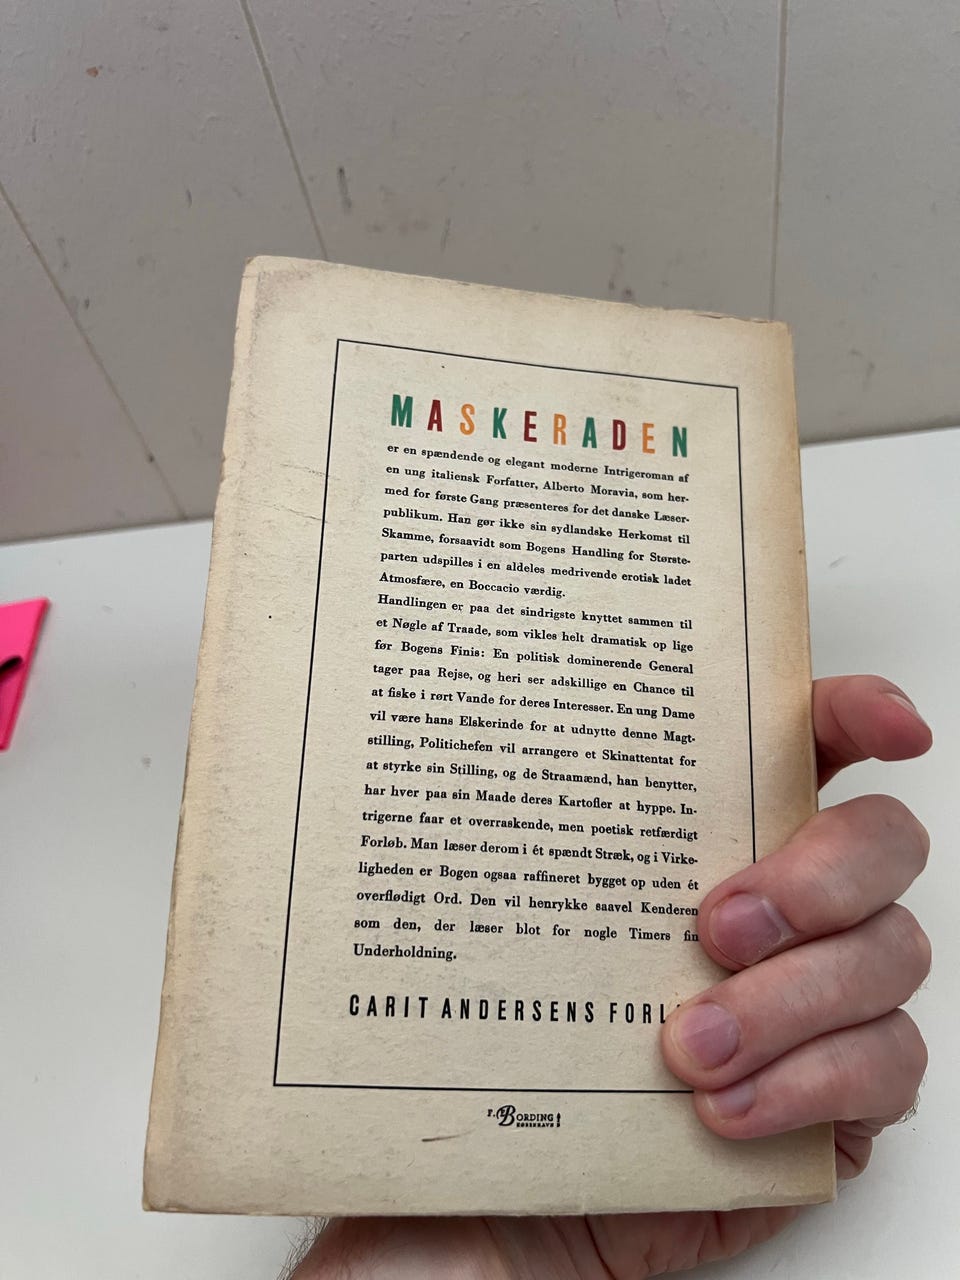 MASKERADEN
er en spændende og elegant moderne Intrigeroman af
en ung italiensk Forfatter, Alberto Moravia, som her-
med for første Gang præsenteres for det danske Læser-
publikum. Han gør ikke sin sydlandske Herkomst til
Skamme, forsaavidt som Bogens Handling for Største-
parten udspilles i en aldeles medrivende erotisk ladet
Atmosfære, en Boccacio værdig.
Handlingen er paa det sindrigste knyttet sammen til
et Nøgle af Traade, som vikles helt dramatisk op lige
før Bogens Finis: En politisk dominerende General
tager paa Rejse, og heri ser adskillige en Chance til
at fiske i rørt Vande for deres Interesser. En ung Dame
vil være hans Elskerinde for at udnytte denne Magt-
stilling, Politichefen vil arrangere et Skinattentat for
at styrke sin Stilling, og de Straamænd, han benytter,
har hver paa sin Maade deres Kartofler at hyppe. In-
trigerne faar et overraskende, men poetisk retfærdigt
Forløb. Man læser derom i ét spændt Stræk, og i Virke-
ligheden er Bogen ogsaa raffineret bygget op uden ét
overflødigt Ord. Den vil henrykke saavel Kenderen
som den, der læser blot for nogle Timers fin
Underholdning.
CARIT ANDERSENS FORL
F. E. BORDING
KØBENHAVN